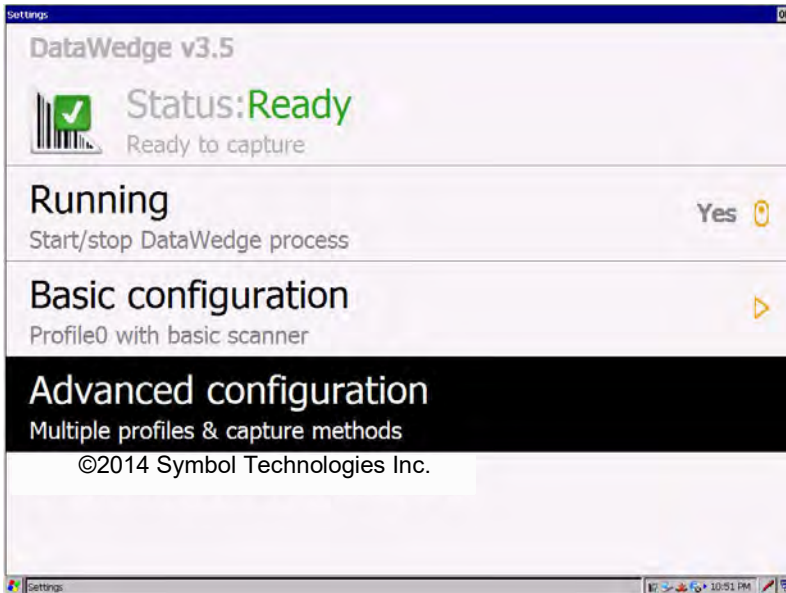 Settings
DataWedge v3.5
Status:Ready
Ready to capture
Running
Yes
Start/stop DataWedge process
Basic configuration
Profile0 with basic scanner
Advanced configuration
Multiple profiles & capture methods
©2014 Symbol Technologies Inc.
Settings
10:51 PM